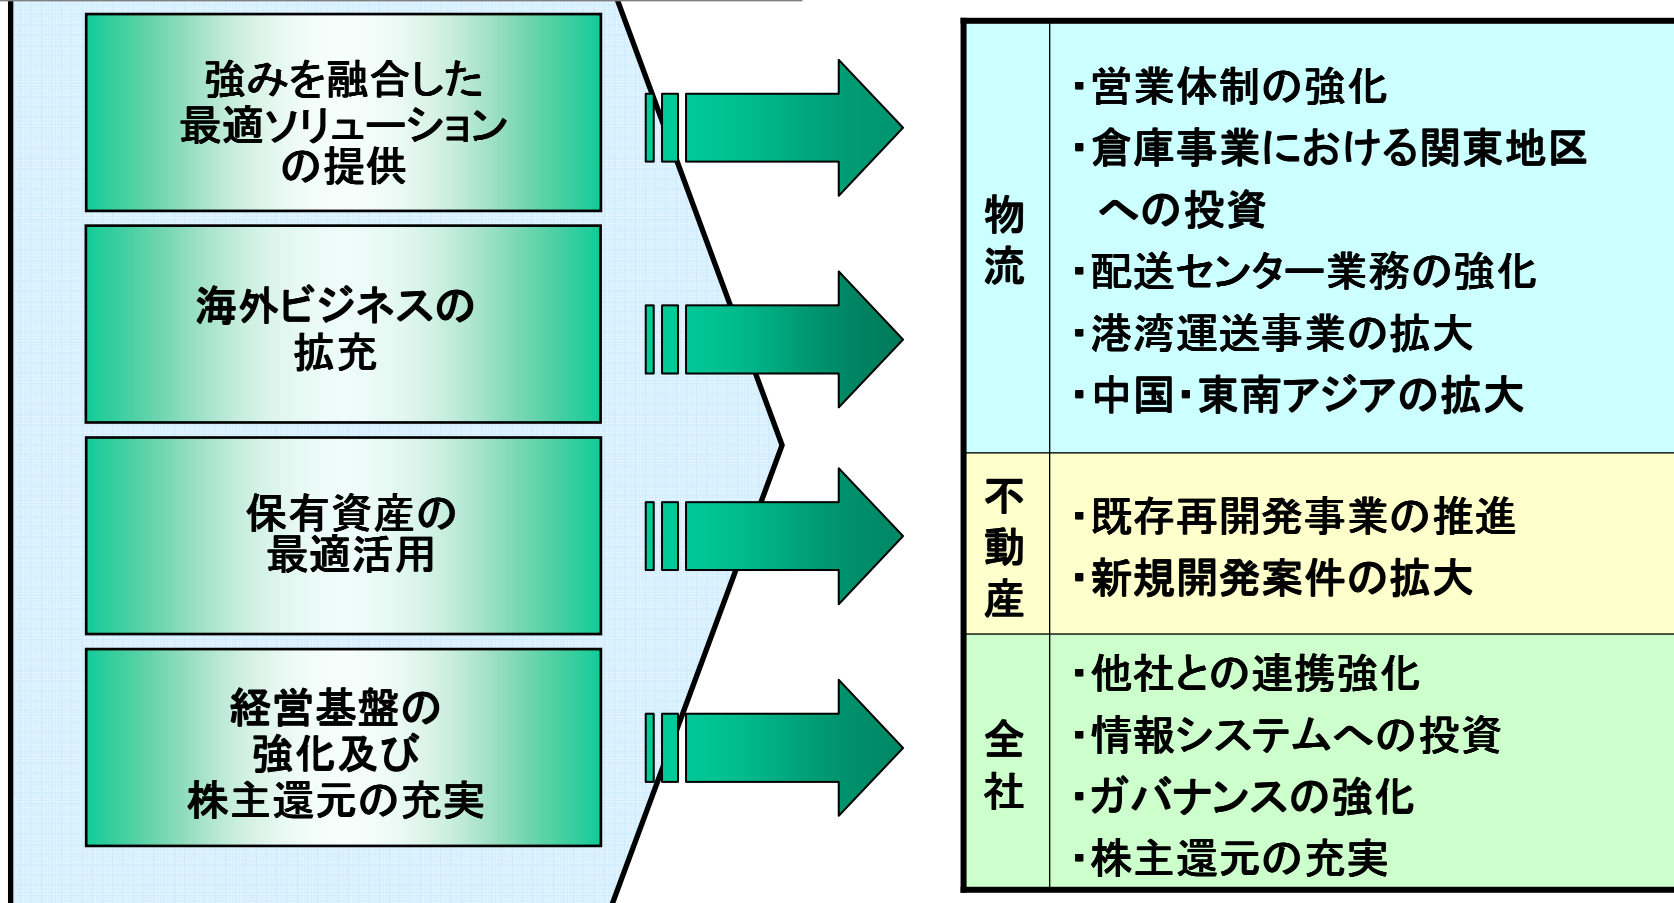 強みを融合した
最適ソリューション
の提供
海外ビジネスの
拡充
保有資産の
最適活用
経営基盤の
強化及び
株主還元の充実
物流
・営業体制の強化
・倉庫事業における関東地区
への投資
・配送センター業務の強化
・港湾運送事業の拡大
・中国・東南アジアの拡大
不動産
・既存再開発事業の推進
・新規開発案件の拡大
全社
・他社との連携強化
・情報システムへの投資
・ガバナンスの強化
・株主還元の充実